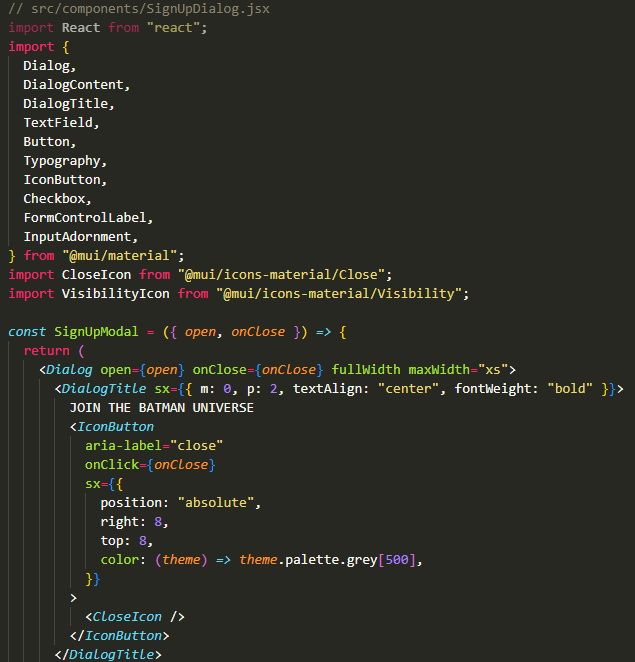 // src/components/SignUpDialog.jsx
import React from "react";
import {
  Dialog,
  DialogContent,
  DialogTitle,
  TextField,
  Button,
  Typography,
  IconButton,
  Checkbox,
  FormControlLabel,
  InputAdornment,
} from "@mui/material";
import CloseIcon from "@mui/icons-material/Close";
import VisibilityIcon from "@mui/icons-material/Visibility";

const SignUpModal = ({ open, onClose }) => {
  return (
    <Dialog open={open} onClose={onClose} fullWidth maxWidth="xs">
      <DialogTitle sx={{ m: 0, p: 2, textAlign: "center", fontWeight: "bold" }}>
        JOIN THE BATMAN UNIVERSE
        <IconButton
          aria-label="close"
          onClick={onClose}
          sx={{
            position: "absolute",
            right: 8,
            top: 8,
            color: (theme) => theme.palette.grey[500],
          }}
        >
          <CloseIcon />
        </IconButton>
      </DialogTitle>